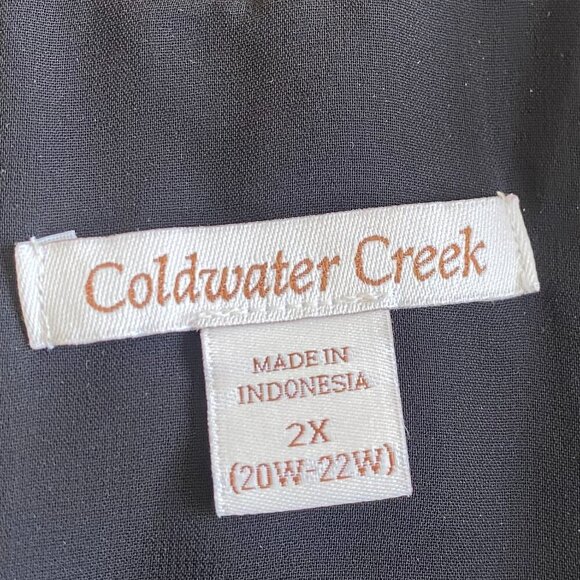 Coldwater Creek
MADE IN
INDONESIA
2X
(20W-22W)